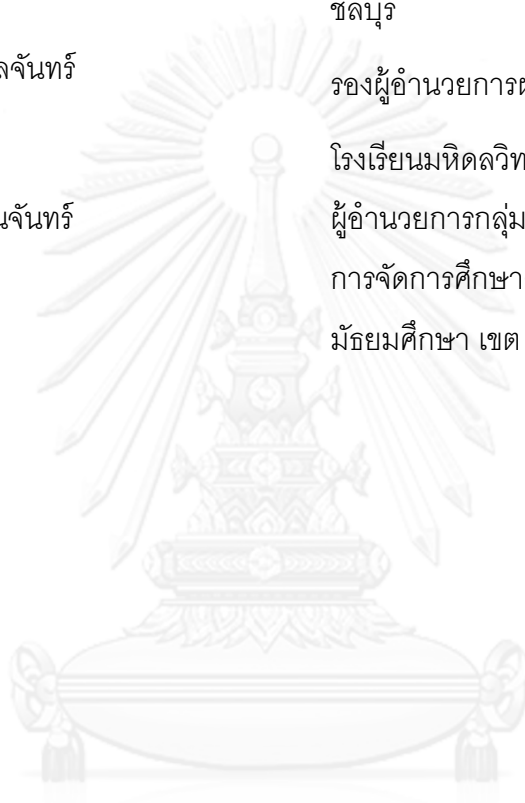 ชลบุร
ลจันทร์
รองผู้อำนวยการ
โรงเรียนมหิดลวิท
นจันทร์
ผู้อำนวยการกลุ่ม
การจัดการศึกษา
มัธยมศึกษา เขต